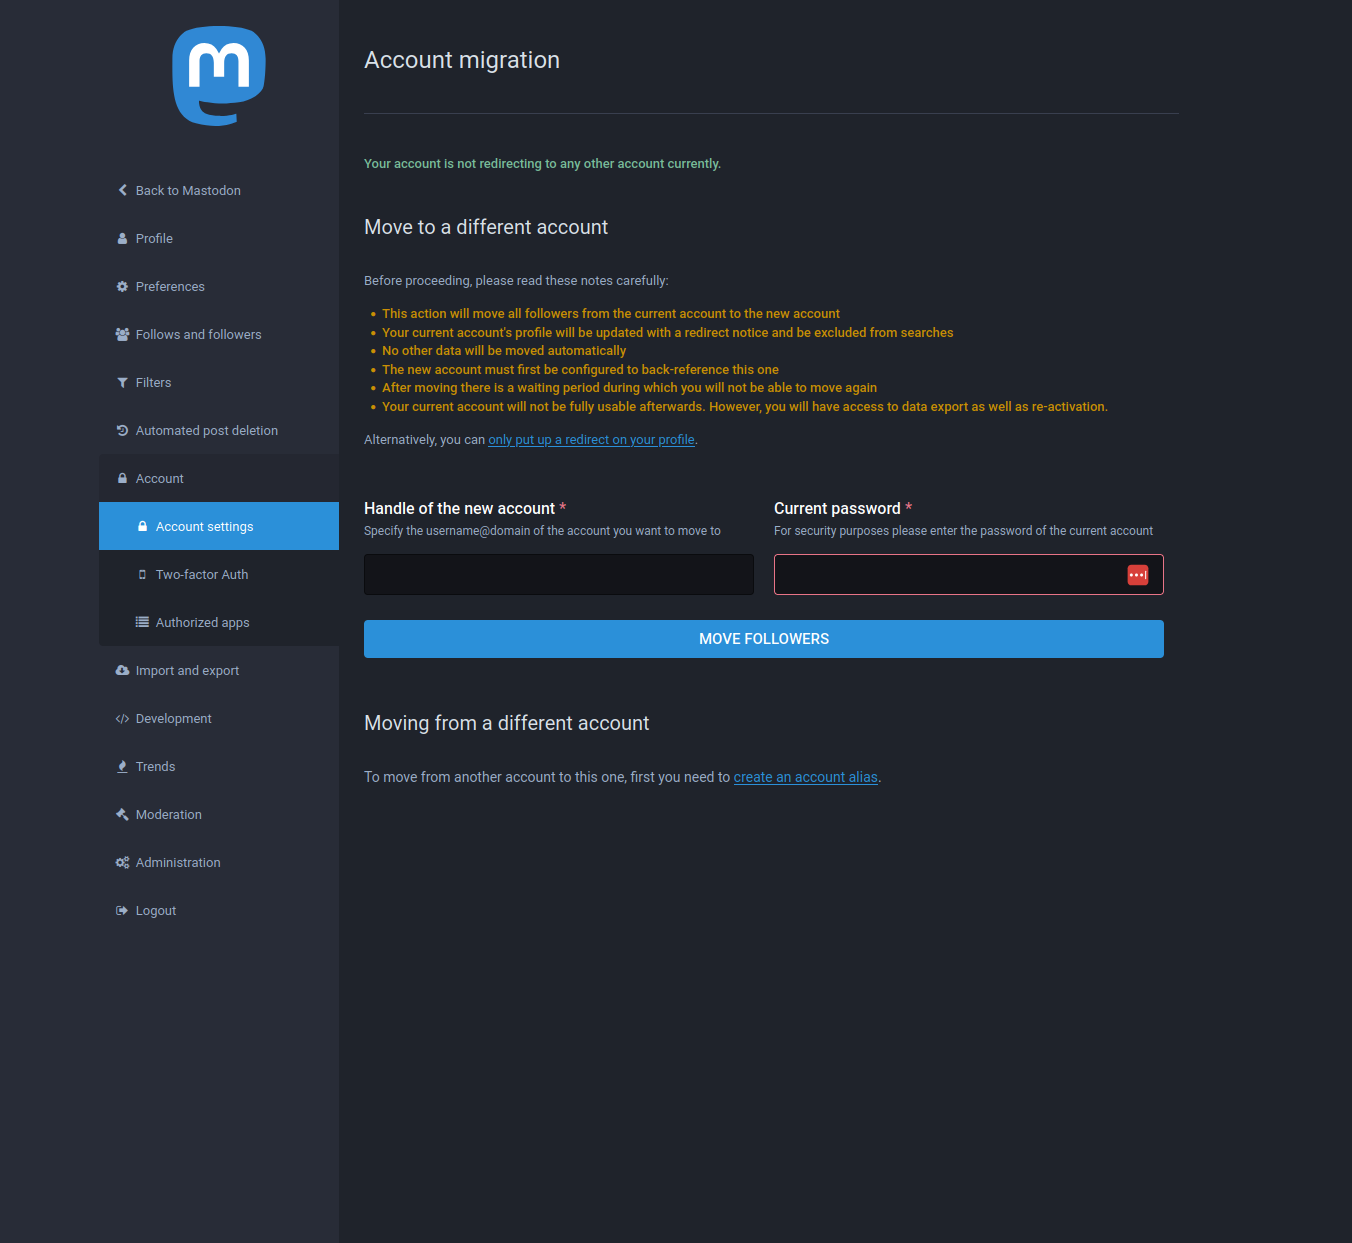 Back to Mastodon
Profile
Preferences
Follows and followers
Filters
Automated post deletion
Account
Account settings
Two-factor Auth
Authorized apps
Import and export
Development
Trends
Moderation
Administration
Logout
Account migration
Your account is not redirecting to any other account currently.
Move to a different account
Before proceeding, please read these notes carefully:
• This action will move all followers from the current account to the new account
• Your current account's profile will be updated with a redirect notice and be excluded from searches
• No other data will be moved automatically
• The new account must first be configured to back-reference this one
• After moving there is a waiting period during which you will not be able to move again
• Your current account will not be fully usable afterwards. However, you will have access to data export as well as re-activation.
Alternatively, you can only put up a redirect on your profile.
Handle of the new account *
Specify the username@domain of the account you want to move to
Current password *
For security purposes please enter the password of the current account
MOVE FOLLOWERS
Moving from a different account
To move from another account to this one, first you need to create an account alias.